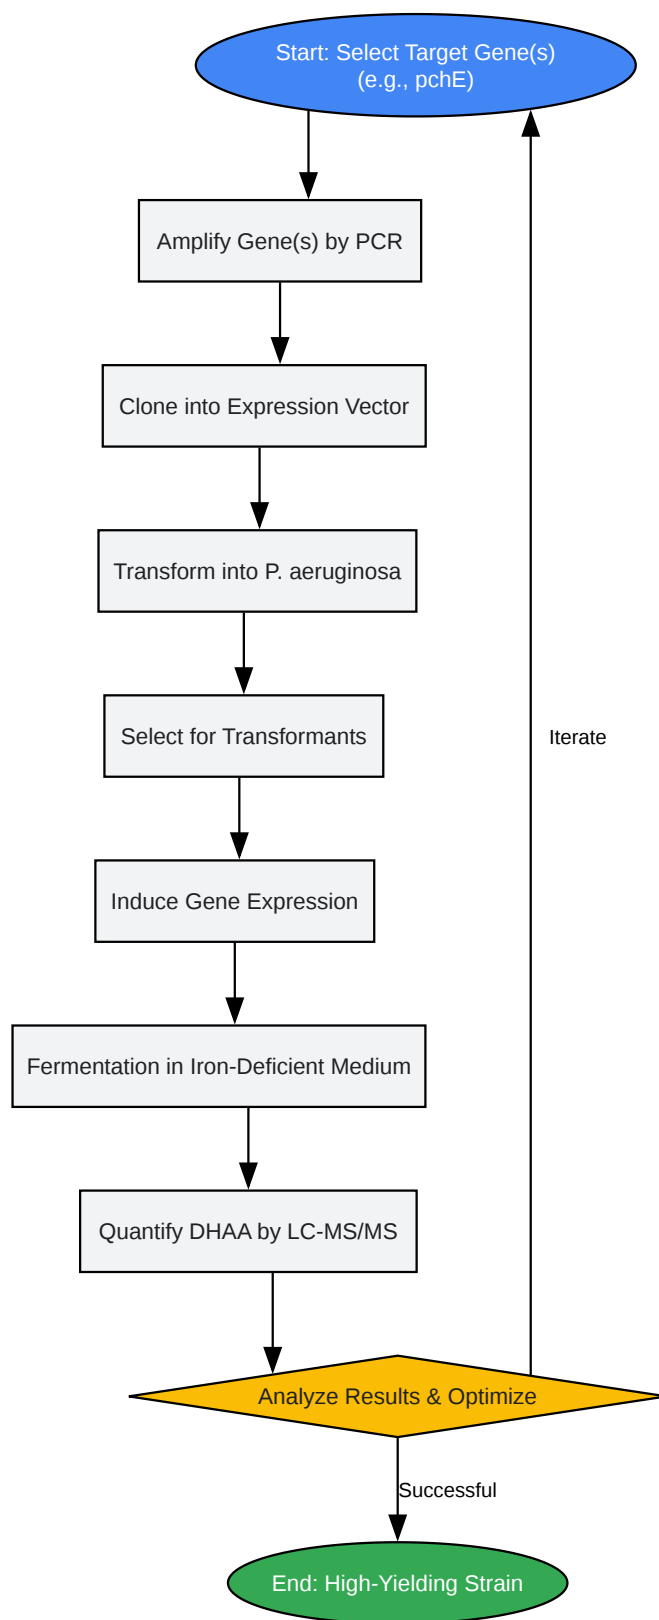 Start: Select Target Gene(s)
(e.g., pchE)
Amplify Gene(s) by PCR
Clone into Expression Vector
Transform into P. aeruginosa
Select for Transformants
Iterate
Induce Gene Expression
Fermentation in Iron-Deficient Medium
Quantify DHAA by LC-MS/MS
Analyze Results & Optimize
Successful
End: High-Yielding Strain